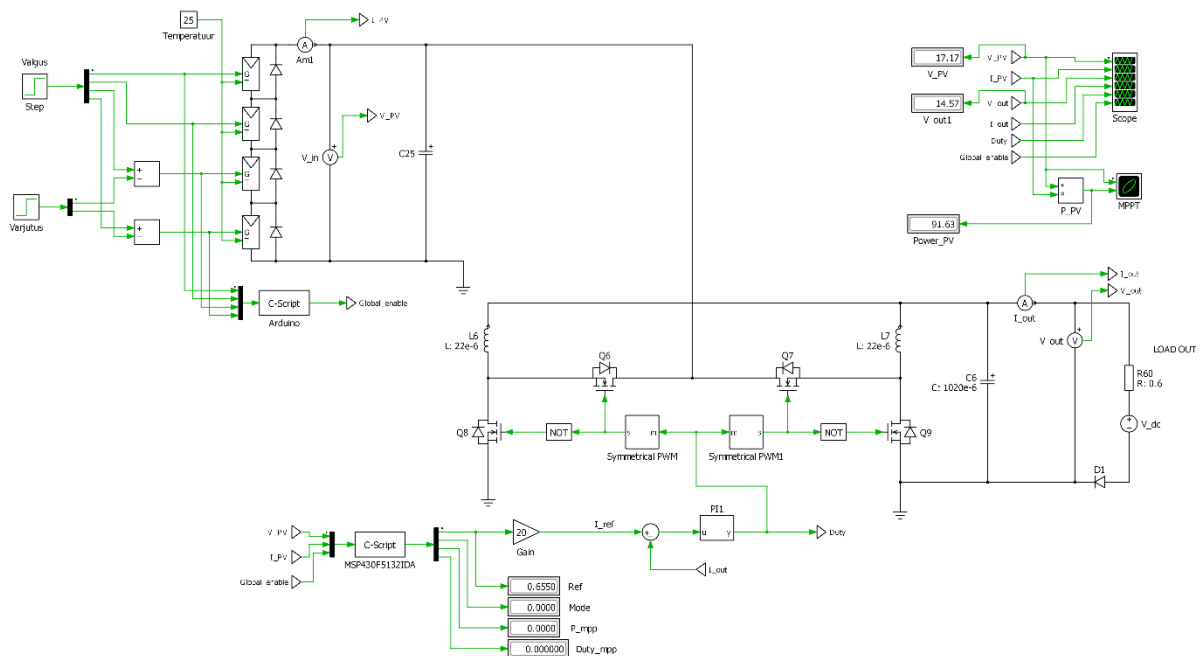 25
Temperatuur
I_PV
Am1
Valgus
Step
V_PV
V_in
C25
Varjutus
C-Script
Arduino
Global_enable
17.17
V_PV
14.57
V_out1
V_PV
I_PV
V_out
I_out
Duty
Global_enable
Scope
P_PV
MPPT
91.63
Power_PV
L6
L: 22e-6
L7
L: 22e-6
Q6
Q7
Q8
NOT
s
m
Symmetrical PWM
m
s
Symmetrical PWM1
NOT
Q9
C6
C: 1020e-6
A
I_out
I_out
V_out
V_out
V
LOAD OUT
R60
R: 0.6
V_dc
D1
V_PV
I_PV
Global_enable
C-Script
MSP430F5132IDA
20
Gain
I_ref
PI1
u
y
Duty
I_out
0.6550
Ref
0.0000
Mode
0.0000
P_mpp
0.000000
Duty_mpp